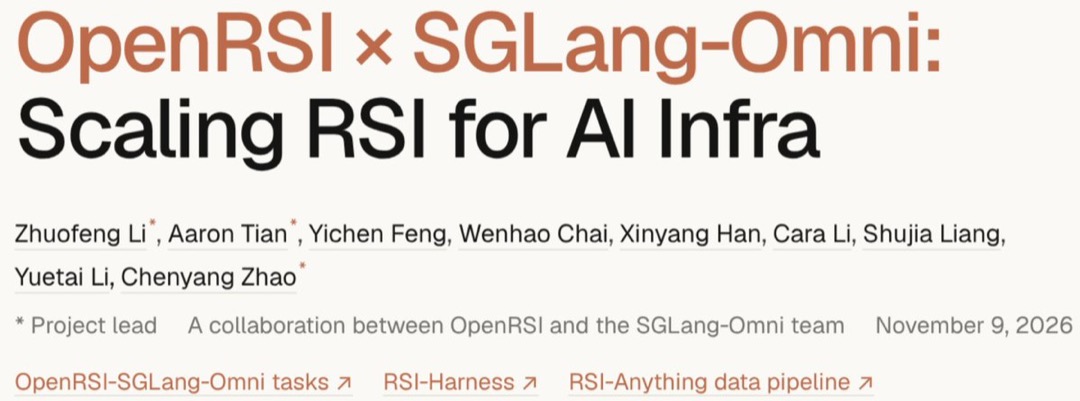 OpenRSI × SGLang-Omni:
Scaling RSI for AI Infra
Zhuofeng Li*, Aaron Tian*, Yichen Feng, Wenhao Chai, Xinyang Han, Cara Li, Shujia Liang,
Yuetai Li, Chenyang Zhao*
* Project lead A collaboration between OpenRSI and the SGLang-Omni team November 9, 2026
OpenRSI-SGLang-Omni tasks ↗ RSI-Harness ↗ RSI-Anything data pipeline ↗